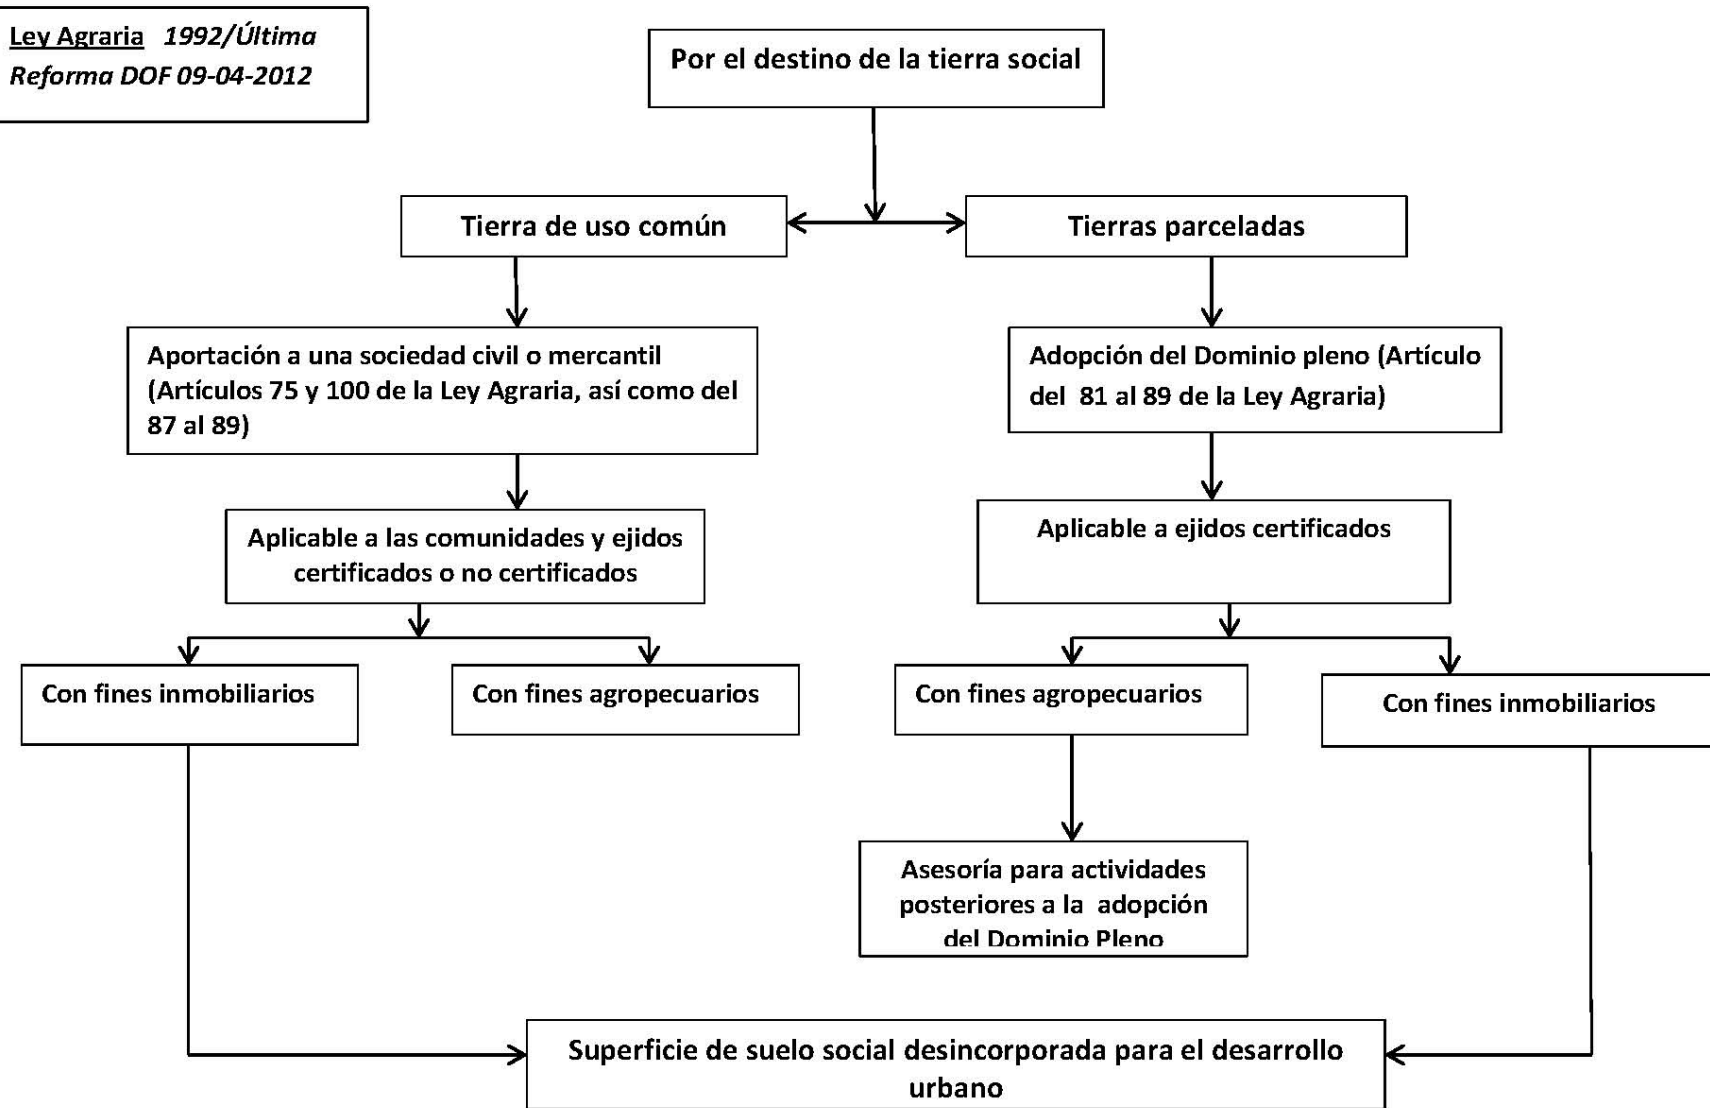 Ley Agraria 1992/Última
Reforma DOF 09-04-2012
Por el destino de la tierra social
Tierra de uso común
Tierras parceladas
Aportación a una sociedad civil o mercantil
(Artículos 75 y 100 de la Ley Agraria, así como del
87 al 89)
Adopción del Dominio pleno (Artículo
del 81 al 89 de la Ley Agraria)
Aplicable a las comunidades y ejidos
certificados o no certificados
Aplicable a ejidos certificados
Con fines inmobiliarios
Con fines agropecuarios
Con fines agropecuarios
Con fines inmobiliarios
Asesoría para actividades
posteriores a la adopción
del Dominio Pleno
Superficie de suelo social desincorporada para el desarrollo
urbano